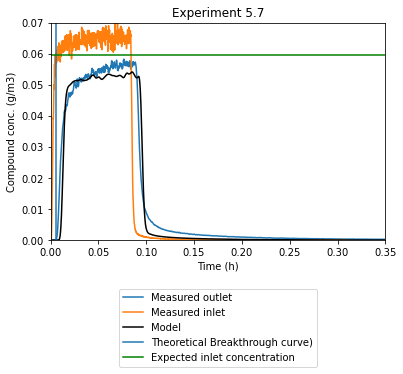 Experiment 5.7
Compound conc. (g/m3)
0.07
0.06
0.05
0.04
0.03
0.02
0.01
0.00
0.00 0.05 0.10 0.15 0.20 0.25 0.30 0.35
Time (h)
Measured outlet
Measured inlet
Model
Theoretical Breakthrough curve)
Expected inlet concentration